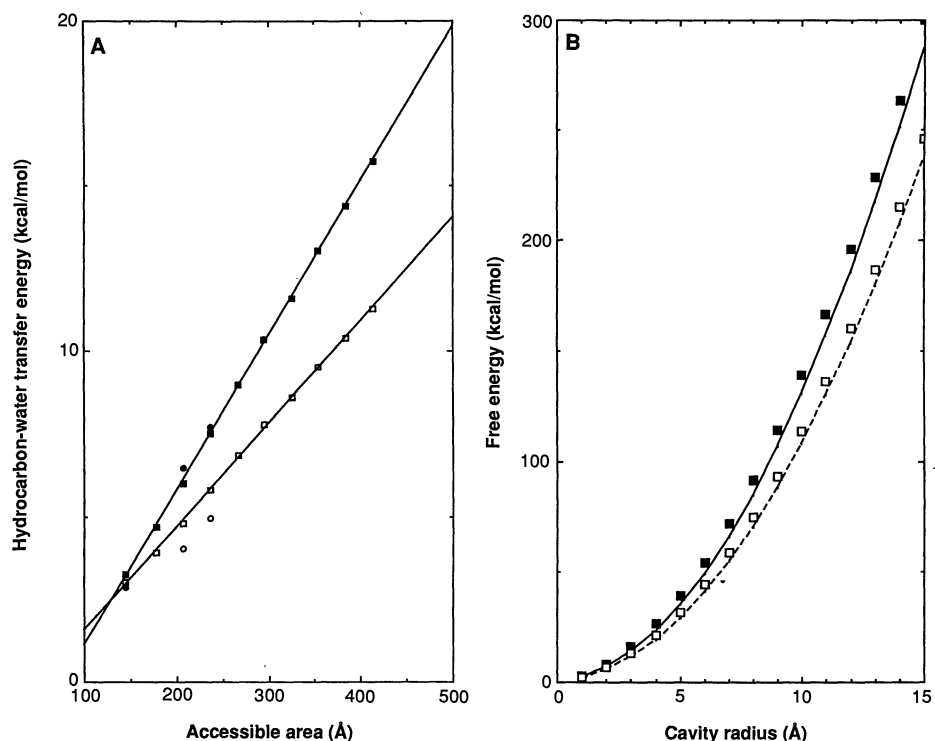 A
Hydrocarbon-water transfer energy (kcal/mol)
20
10
0
100 200 300 400 500
Accessible area (Å)
B
Free energy (kcal/mol)
300
200
100
0
0 5 10 15
Cavity radius (Å)